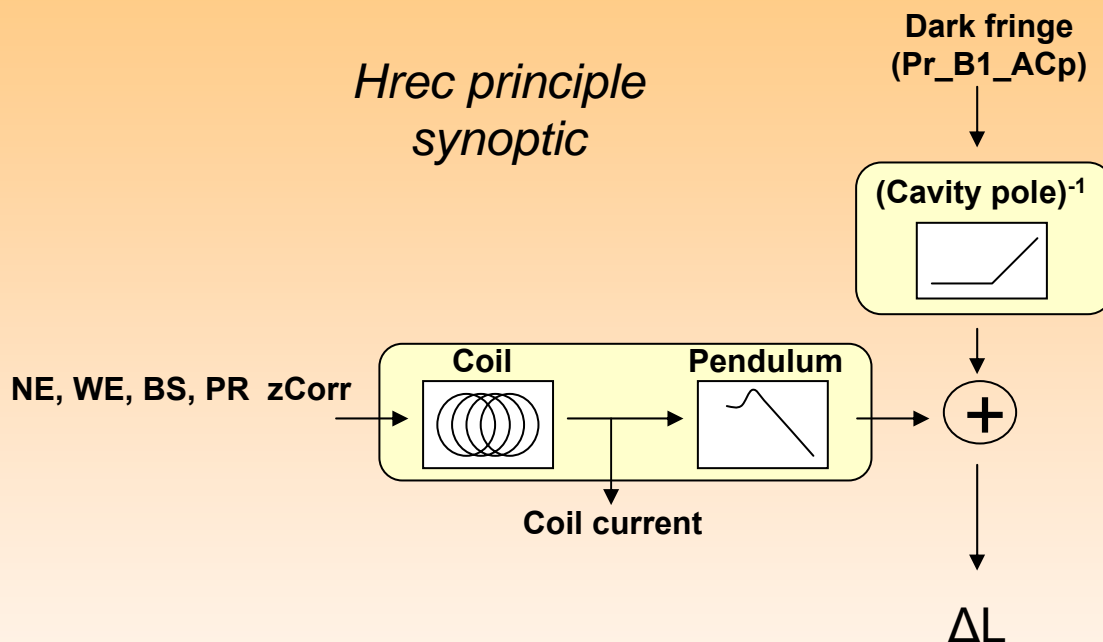 Hrec principle
synoptic
Dark fringe
(Pr_B1_ACp)
(Cavity pole)⁻¹
NE, WE, BS, PR zCorr
Coil
Pendulum
+
Coil current
ΔL